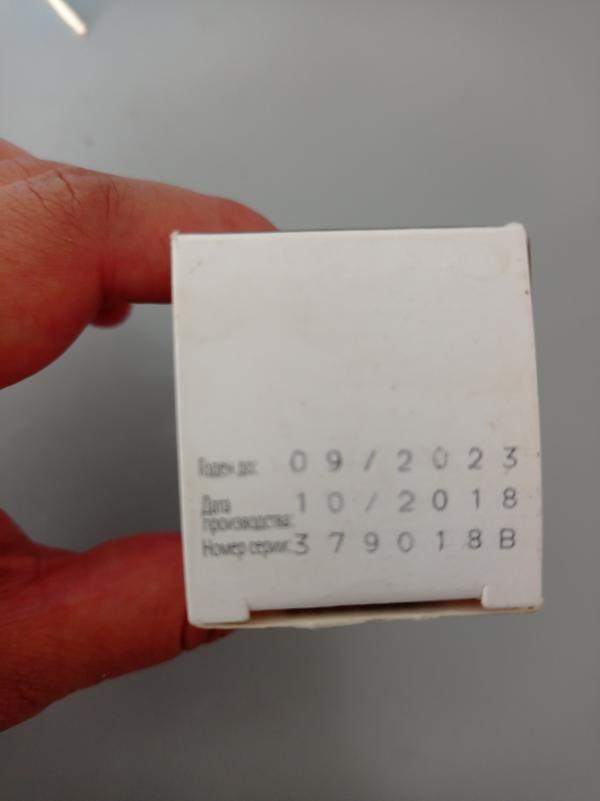 Годен до: 09/2023
Дата 10/2018
производства:
Номер серии: 379018B